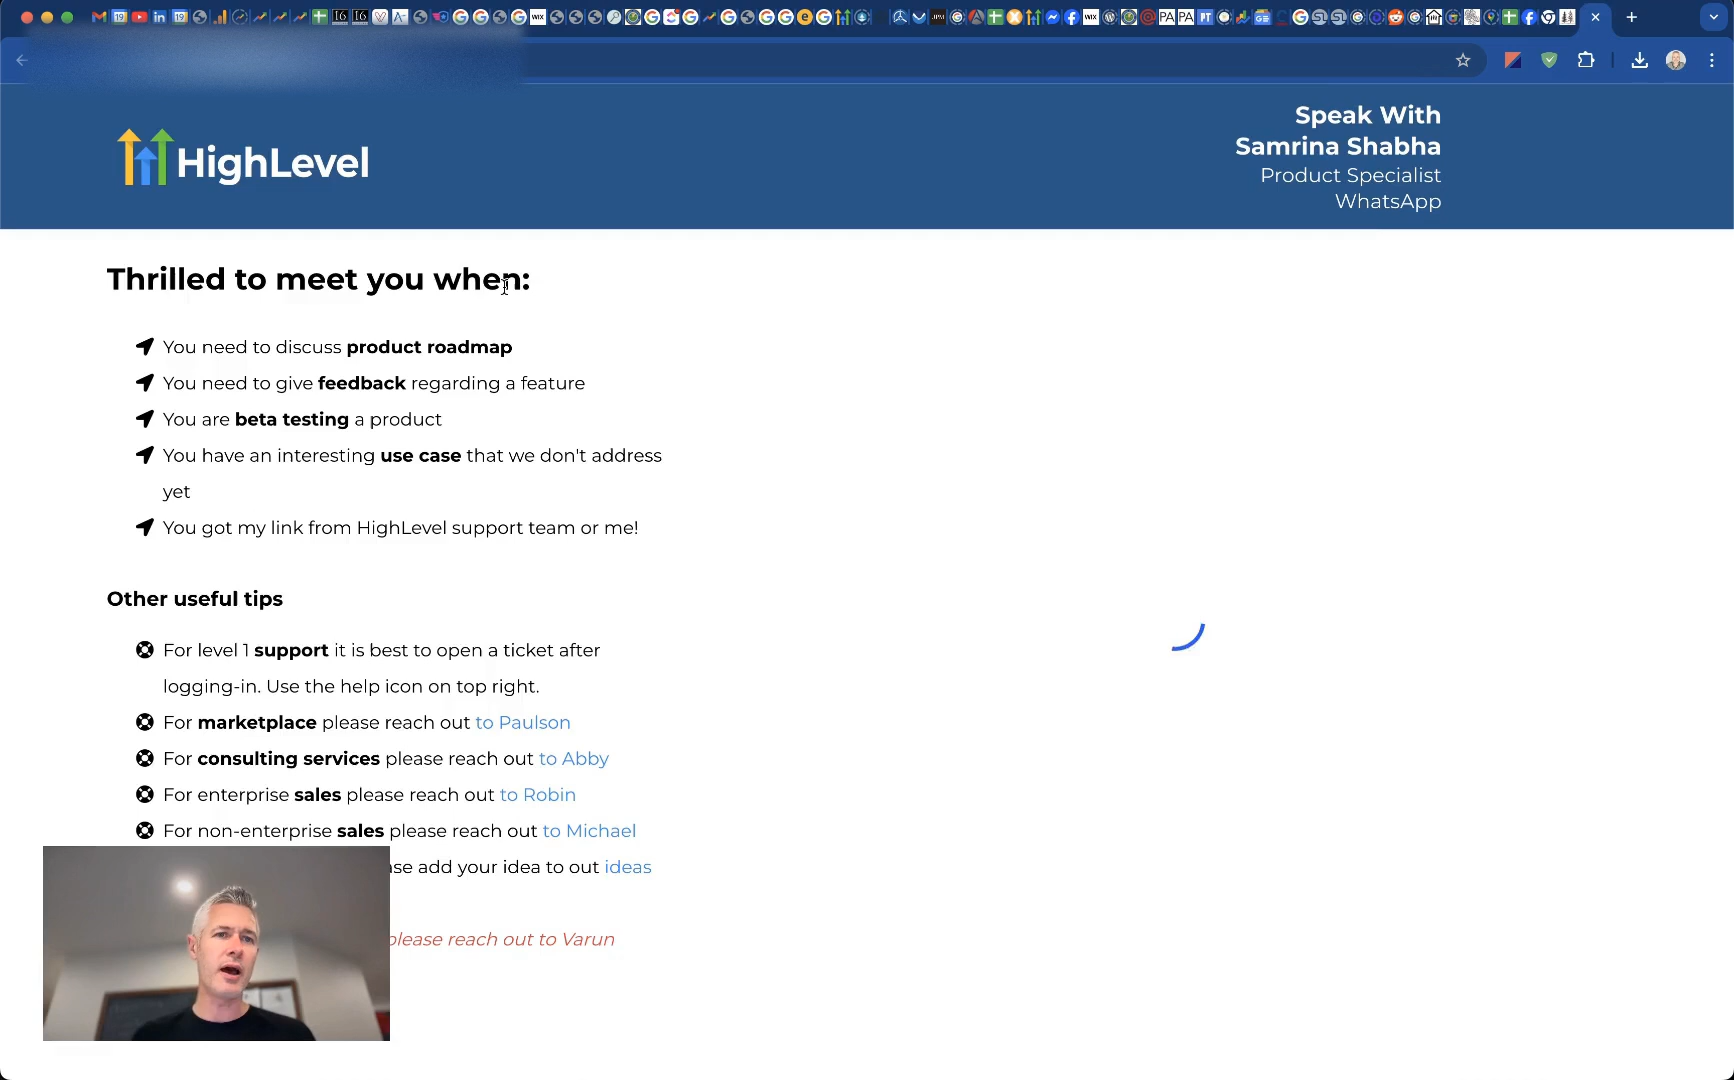 HighLevel
Speak With
Samrina Shabha
Product Specialist
WhatsApp
Thrilled to meet you when:
You need to discuss product roadmap
You need to give feedback regarding a feature
You are beta testing a product
You have an interesting use case that we don't address
yet
You got my link from HighLevel support team or me!
Other useful tips
For level 1 support it is best to open a ticket after
logging-in. Use the help icon on top right.
For marketplace please reach out to Paulson
For consulting services please reach out to Abby
For enterprise sales please reach out to Robin
For non-enterprise sales please reach out to Michael
add your idea to out ideas
please reach out to Varun